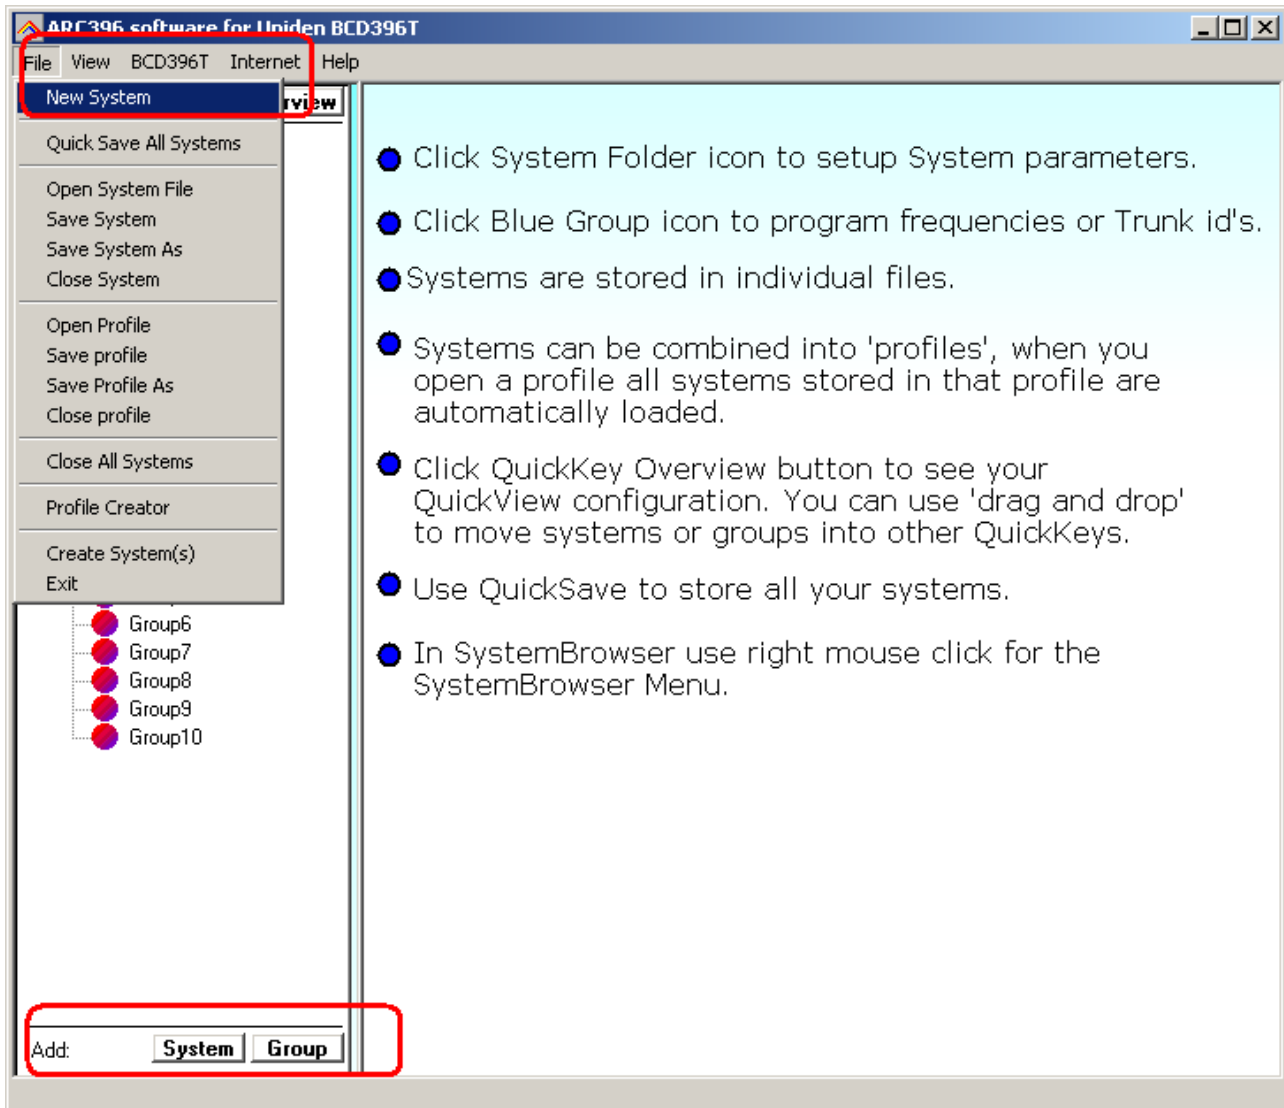 ARC396 software for Uniden BCD396T
File View BCD396T Internet Help
New System
Quick Save All Systems
Open System File
Save System
Save System As
Close System
Open Profile
Save profile
Save Profile As
Close profile
Close All Systems
Profile Creator
Create System(s)
Exit
Group6
Group7
Group8
Group9
Group10
Add: System Group
Click System Folder icon to setup System parameters.
Click Blue Group icon to program frequencies or Trunk id's.
Systems are stored in individual files.
Systems can be combined into 'profiles', when you
open a profile all systems stored in that profile are
automatically loaded.
Click QuickKey Overview button to see your
QuickView configuration. You can use 'drag and drop'
to move systems or groups into other QuickKeys.
Use QuickSave to store all your systems.
In SystemBrowser use right mouse click for the
SystemBrowser Menu.